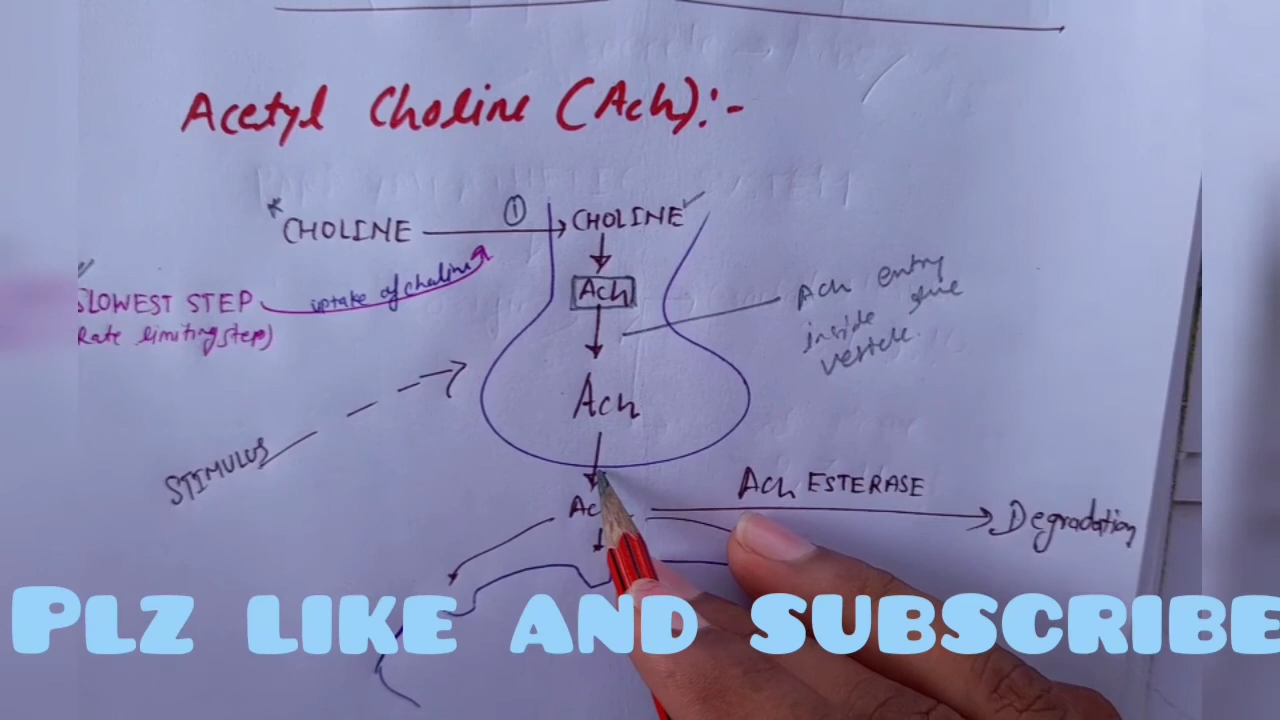 Acetyl Choline (Ach):-
*CHOLINE ① CHOLINE
SLOWEST STEP uptake of choline
Rate limiting step)
Ach
Ach entry
inside the
vesicle.
Ach
STIMULUS
Ach ESTERASE
Degradation
Plz like and subscribe